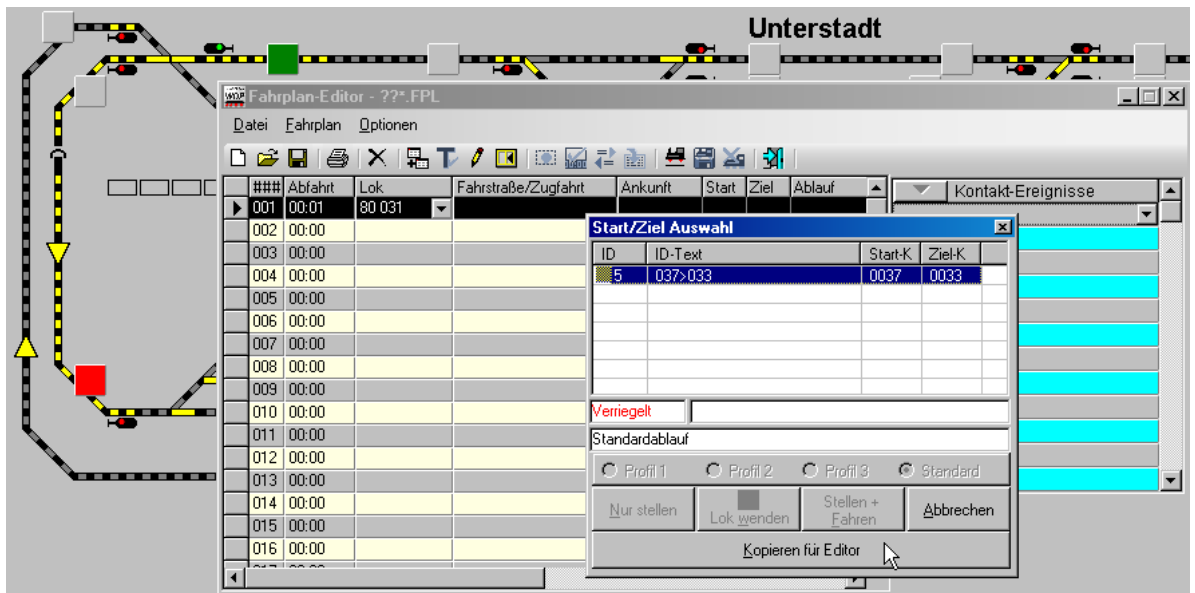 Unterstadt
Fahrplan-Editor - ??*.FPL
Datei Fahrplan Optionen
### Abfahrt Lok Fahrstraße/Zugfahrt Ankunft Start Ziel Ablauf Kontakt-Ereignisse
001 00:01 80 031
002 00:00
003 00:00
004 00:00
005 00:00
006 00:00
007 00:00
008 00:00
009 00:00
010 00:00
011 00:00
012 00:00
013 00:00
014 00:00
015 00:00
016 00:00
Start/Ziel Auswahl
ID ID-Text Start-K Ziel-K
5 037>033 0037 0033
Verriegelt
Standardablauf
Profil 1 Profil 2 Profil 3 Standard
Nur stellen Lok wenden Stellen + Fahren Abbrechen
Kopieren für Editor